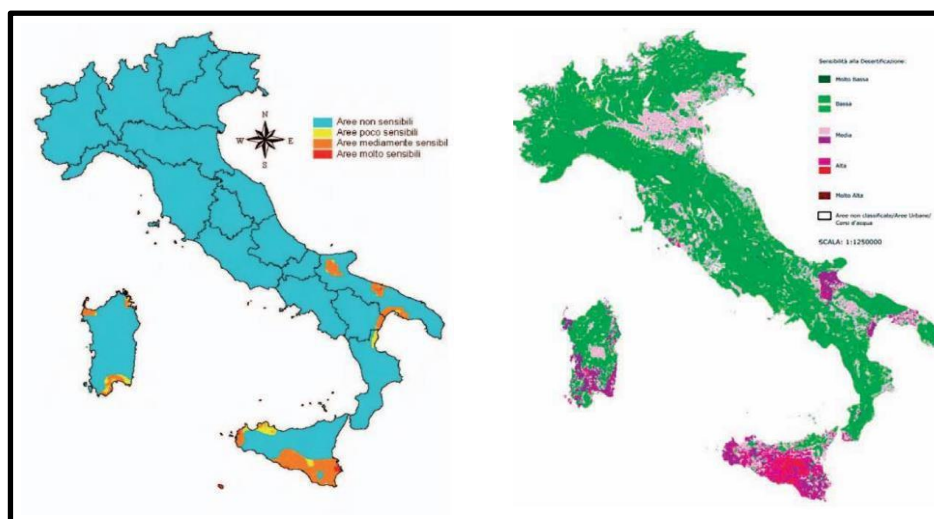 N
W E
S
Aree non sensibili
Aree poco sensibili
Aree mediamente sensibil
Aree molto sensibili
Sensibilità alla Desertificazione:
Molto Bassa
Bassa
Media
Alta
Molto Alta
Aree non classificate/Aree Urbane/
Corsi d'acqua
SCALA: 1:1250000